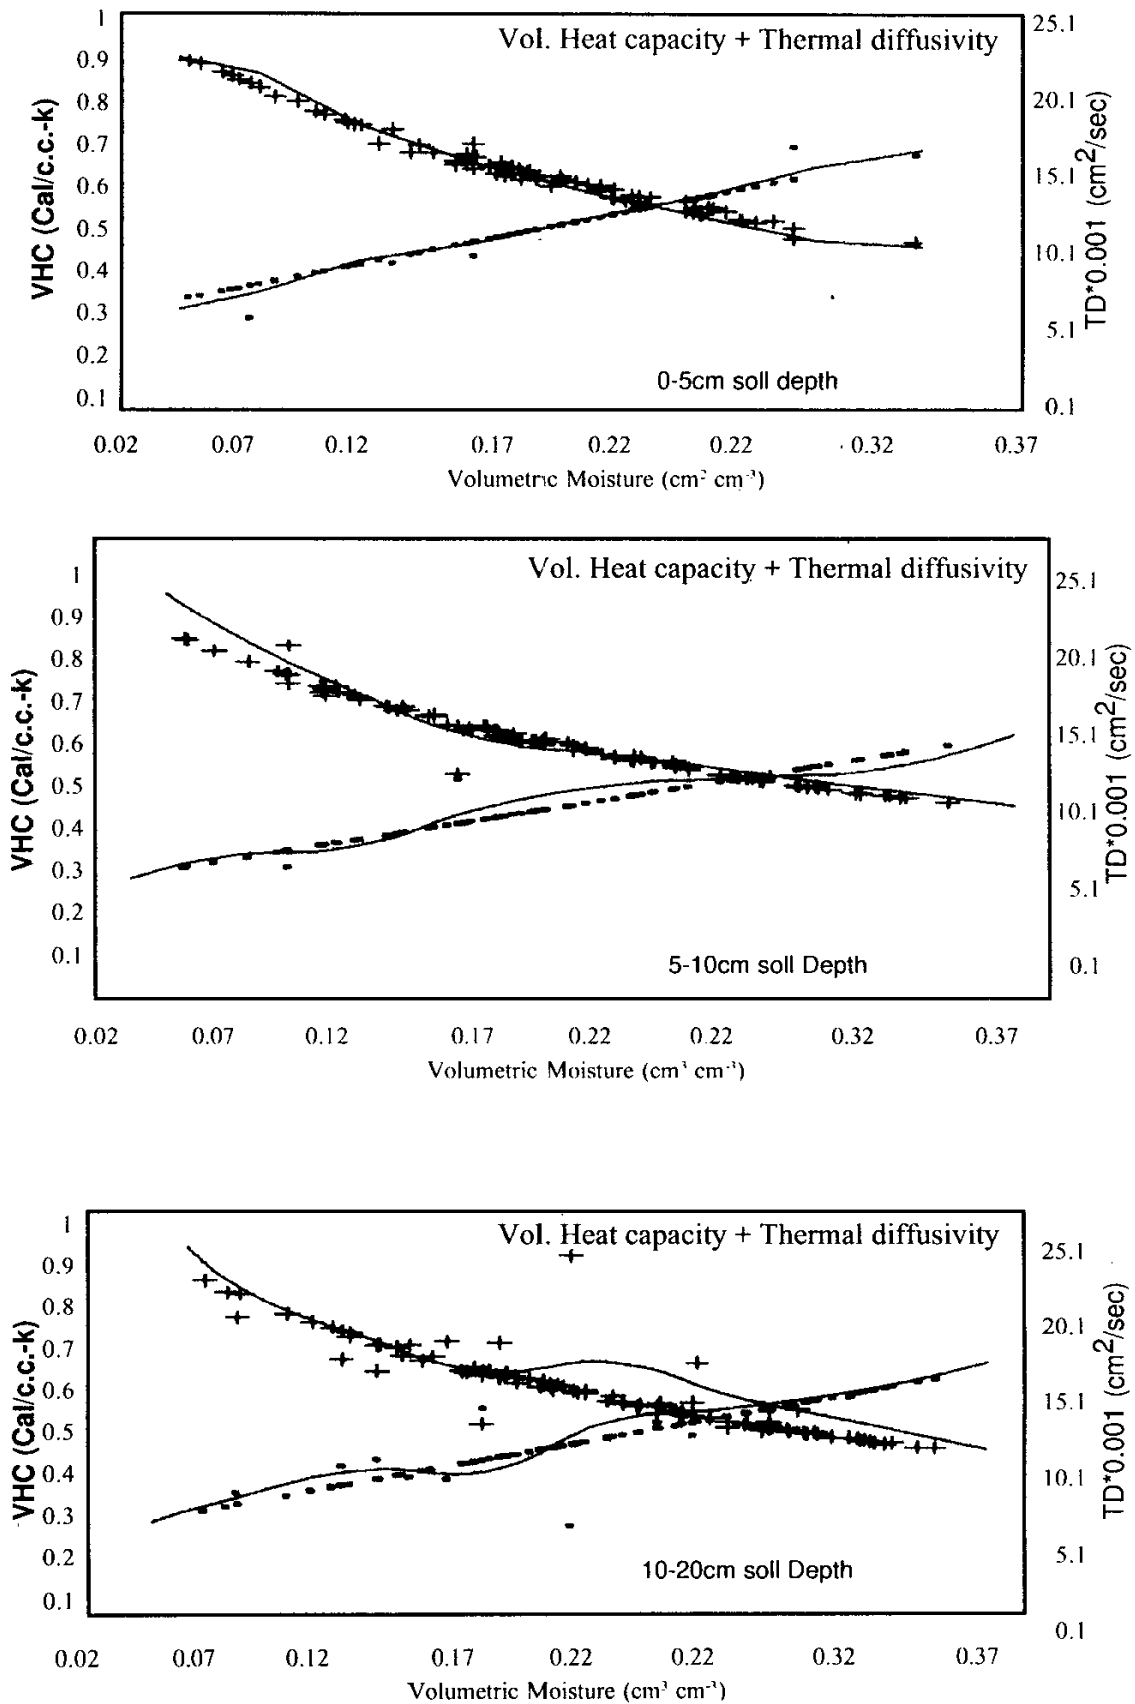 Vol. Heat capacity + Thermal diffusivity
VHC (Cal/c.c.-k)
1
0.9
0.8
0.7
0.6
0.5
0.4
0.3
0.2
0.1
25.1
20.1
15.1
10.1
5.1
0.1
TD*0.001 (cm2/sec)
0-5cm soll depth
0.02 0.07 0.12 0.17 0.22 0.22 0.32 0.37
Volumetric Moisture (cm² cm⁻³)
Vol. Heat capacity + Thermal diffusivity
VHC (Cal/c.c.-k)
1
0.9
0.8
0.7
0.6
0.5
0.4
0.3
0.2
0.1
25.1
20.1
15.1
10.1
5.1
0.1
TD*0.001 (cm2/sec)
5-10cm soll Depth
0.02 0.07 0.12 0.17 0.22 0.22 0.32 0.37
Volumetric Moisture (cm³ cm⁻³)
Vol. Heat capacity + Thermal diffusivity
VHC (Cal/c.c.-k)
1
0.9
0.8
0.7
0.6
0.5
0.4
0.3
0.2
0.1
25.1
20.1
15.1
10.1
5.1
0.1
TD*0.001 (cm2/sec)
10-20cm soll Depth
0.02 0.07 0.12 0.17 0.22 0.22 0.32 0.37
Volumetric Moisture (cm³ cm⁻³)